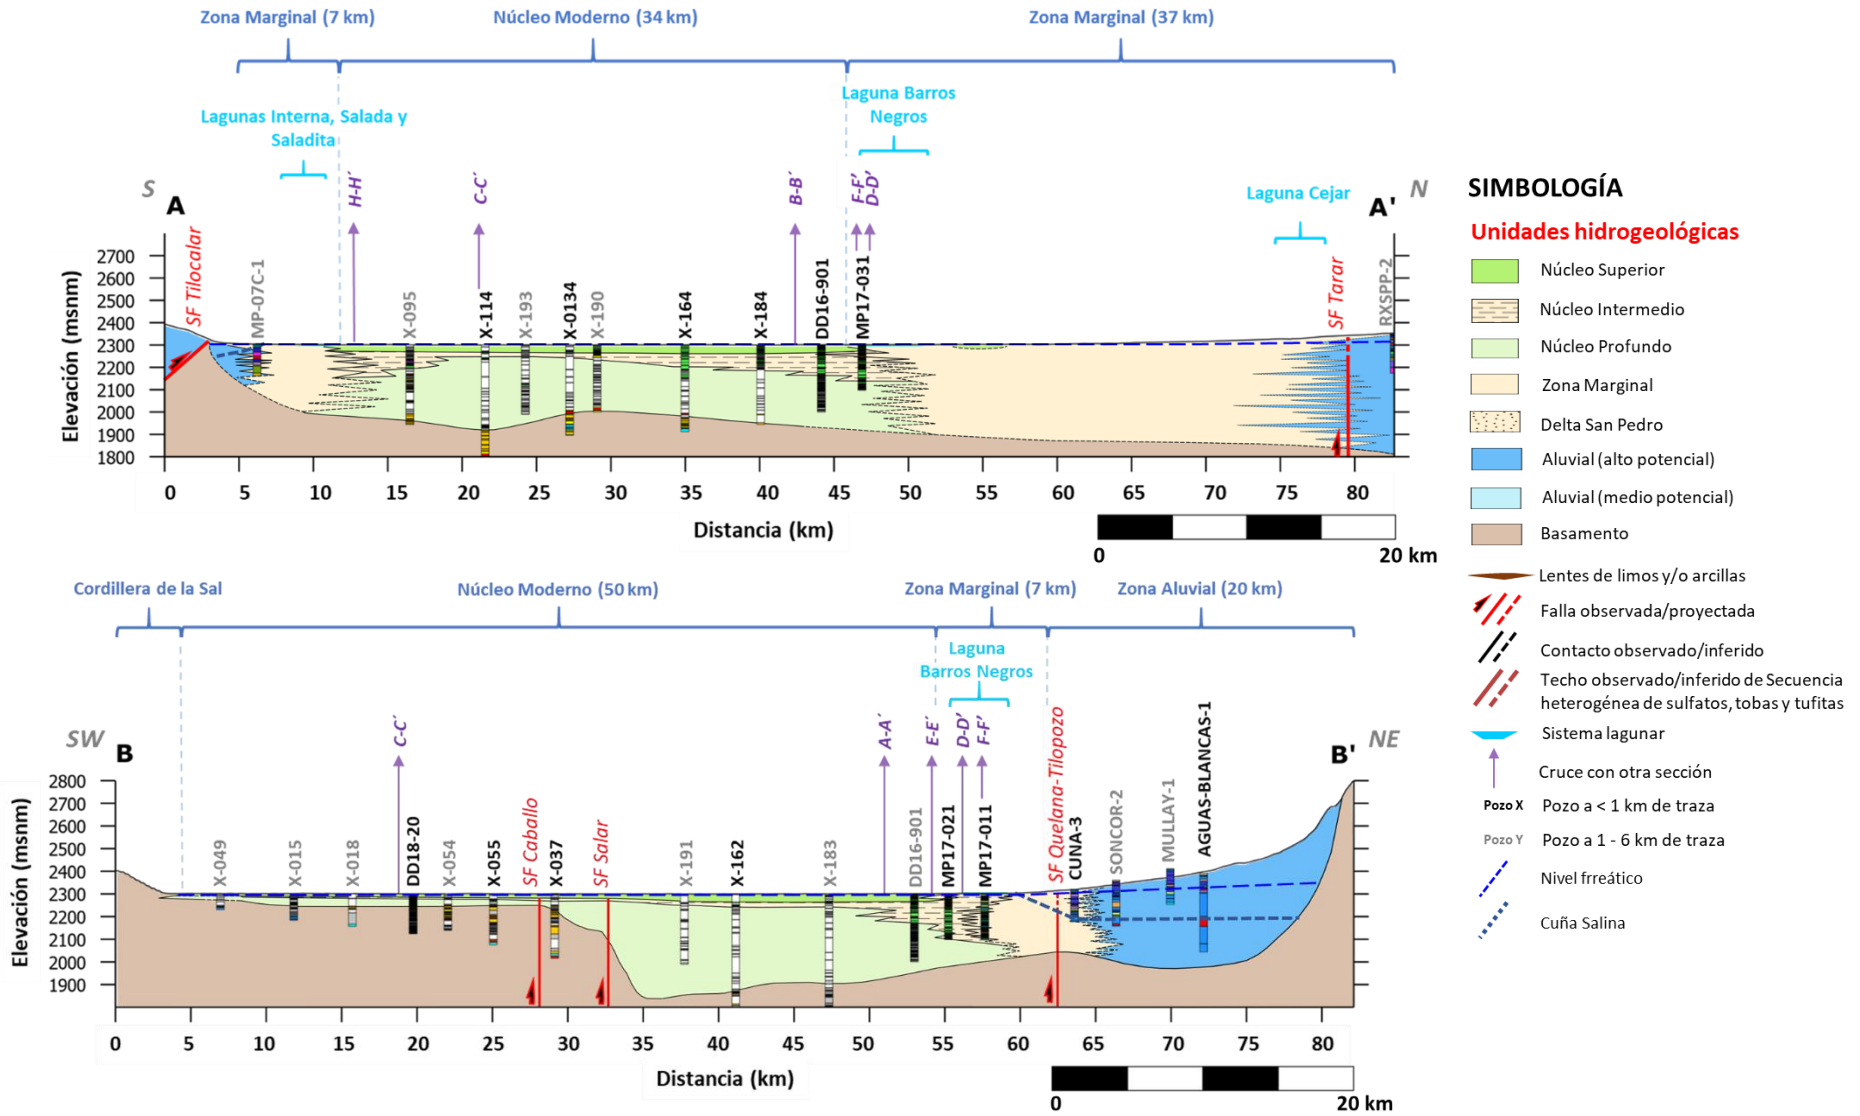 Zona Marginal (7 km)
Núcleo Moderno (34 km)
Zona Marginal (37 km)
Laguna Barros
Negros
Lagunas Interna, Salada y
Saladita
Laguna Cejar
S
A
N
A'
H-H´
C-C´
B-B´
F-F'
D-D'
SF Tilocalar
MP-07C-1
X-095
X-114
X-193
X-0134
X-190
X-164
X-184
DD16-901
MP17-031
SF Tarar
RXSPP-2
Elevación (msnm)
2700
2600
2500
2400
2300
2200
2100
2000
1900
1800
0 5 10 15 20 25 30 35 40 45 50 55 60 65 70 75 80
Distancia (km)
0 20 km
Cordillera de la Sal
Núcleo Moderno (50 km)
Zona Marginal (7 km)
Zona Aluvial (20 km)
Laguna
Barros Negros
SW
B
B'
NE
C-C´
A-A´
E-E´
D-D'
F-F'
X-049
X-015
X-018
DD18-20
X-054
X-055
SF Caballo
X-037
SF Salar
X-191
X-162
X-183
DD16-901
MP17-021
MP17-011
SF Quelana-Tilopozo
CUNA-3
SONCOR-2
MULLAY-1
AGUAS-BLANCAS-1
Elevación (msnm)
2800
2700
2600
2500
2400
2300
2200
2100
2000
1900
0 5 10 15 20 25 30 35 40 45 50 55 60 65 70 75 80
Distancia (km)
0 20 km
SIMBOLOGÍA
Unidades hidrogeológicas
Núcleo Superior
Núcleo Intermedio
Núcleo Profundo
Zona Marginal
Delta San Pedro
Aluvial (alto potencial)
Aluvial (medio potencial)
Basamento
Lentes de limos y/o arcillas
Falla observada/proyectada
Contacto observado/inferido
Techo observado/inferido de Secuencia
heterogénea de sulfatos, tobas y tufitas
Sistema lagunar
Cruce con otra sección
Pozo X Pozo a < 1 km de traza
Pozo Y Pozo a 1 - 6 km de traza
Nivel frreático
Cuña Salina